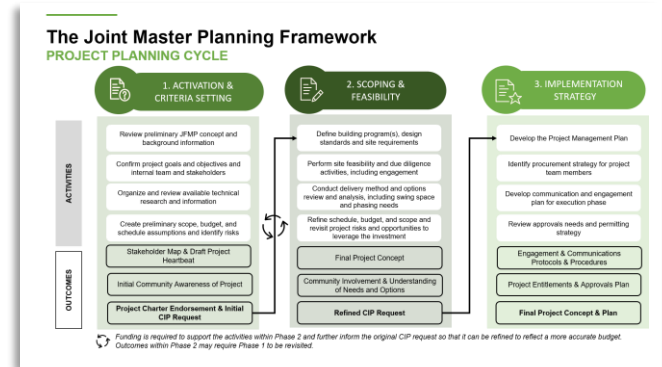 The Joint Master Planning Framework
PROJECT PLANNING CYCLE
1. ACTIVATION &
CRITERIA SETTING
2. SCOPING &
FEASIBILITY
3. IMPLEMENTATION
STRATEGY
ACTIVITIES
Review preliminary JFMP concept and
background information
Confirm project goals and objectives and
internal team and stakeholders
Organize and review available technical
research and information
Create preliminary scope, budget, and
schedule assumptions and identify risks
Define building program(s), design
standards and site requirements
Perform site feasibility and due diligence
activities, including engagement
Conduct delivery method and options
review and analysis, including swing space
and phasing needs
Refine schedule, budget, and scope and
revisit project risks and opportunities to
leverage the investment
Develop the Project Management Plan
Identify procurement strategy for project
team members
Develop communication and engagement
plan for execution phase
Review approvals needs and permitting
strategy
OUTCOMES
Stakeholder Map & Draft Project
Heartbeat
Initial Community Awareness of Project
Project Charter Endorsement & Initial
CIP Request
Final Project Concept
Community Involvement & Understanding
of Needs and Options
Refined CIP Request
Engagement & Communications
Protocols & Procedures
Project Entitlements & Approvals Plan
Final Project Concept & Plan
Funding is required to support the activities within Phase 2 and further inform the original CIP request so that it can be refined to reflect a more accurate budget.
Outcomes within Phase 2 may require Phase 1 to be revisited.